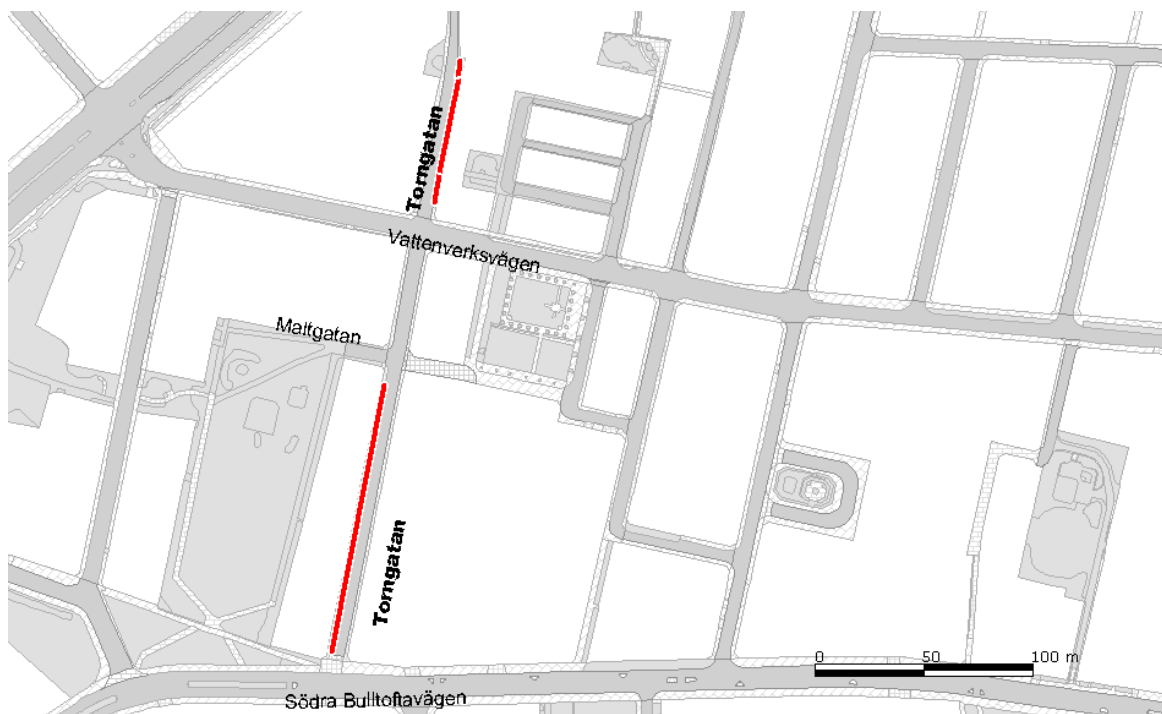 Torngatan
Vattenverksvägen
Maltgatan
Torngatan
0 50 100 m
Södra Bulltoftavägen